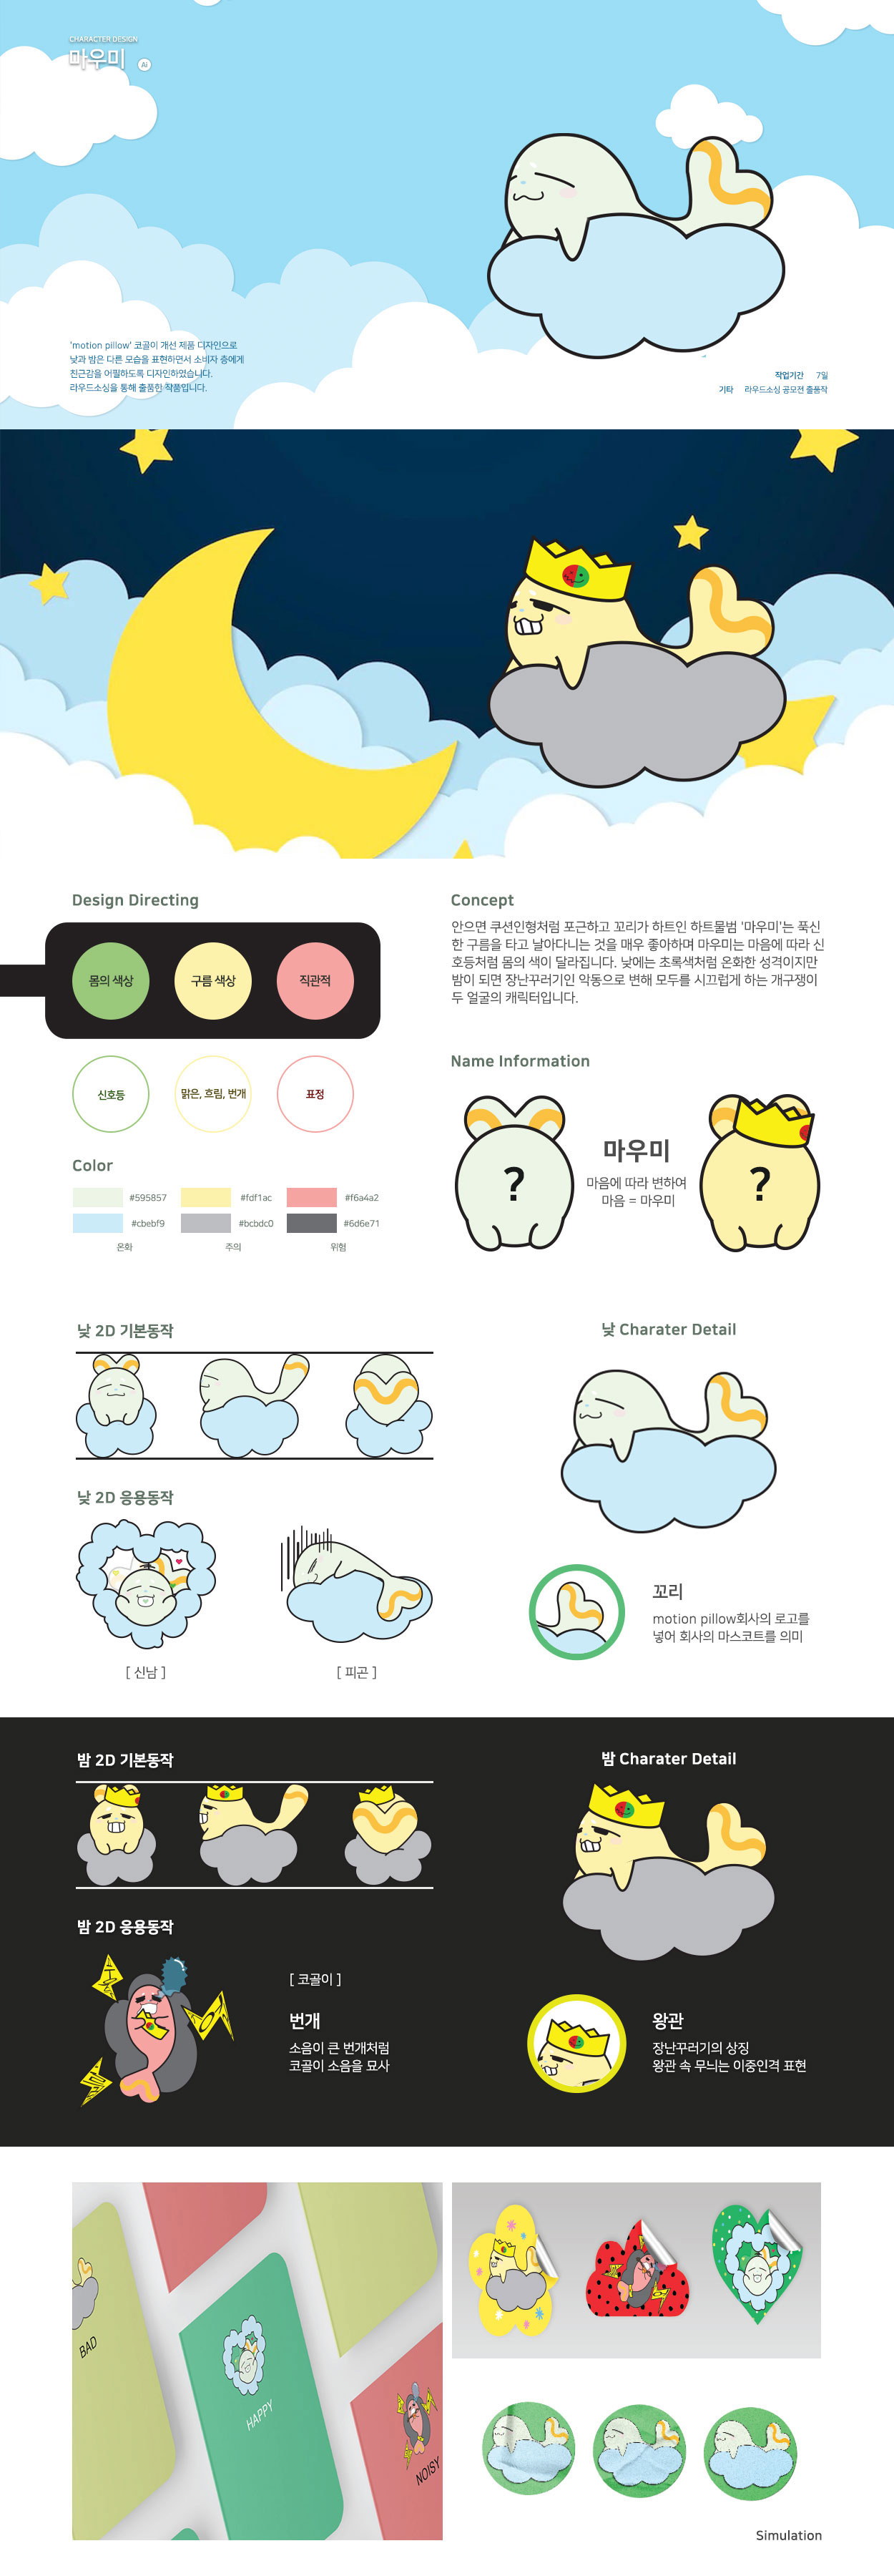 CHARACTER DESIGN
마우미
Ai
'motion pillow' 코골이 개선 제품 디자인으로
낮과 밤은 다른 모습을 표현하면서 소비자 층에게
친근감을 어필하도록 디자인하였습니다.
라우드소싱을 통해 출품한 작품입니다.
작업기간 7일
기타 라우드소싱 공모전 출품작
Design Directing
몸의 색상
구름 색상
직관적
신호등
맑은, 흐림, 번개
표정
Color
#595857
#fdf1ac
#f6a4a2
#cbebf9
#bcbdc0
#6d6e71
온화
주의
위험
Concept
안으면 쿠션인형처럼 포근하고 꼬리가 하트인 하트물범 '마우미'는 푹신
한 구름을 타고 날아다니는 것을 매우 좋아하며 마우미는 마음에 따라 신
호등처럼 몸의 색이 달라집니다. 낮에는 초록색처럼 온화한 성격이지만
밤이 되면 장난꾸러기인 악동으로 변해 모두를 시끄럽게 하는 개구쟁이
두 얼굴의 캐릭터입니다.
Name Information
?
마우미
마음에 따라 변하여
마음 = 마우미
?
낮 2D 기본동작
낮 2D 응용동작
[ 신남 ]
[ 피곤 ]
낮 Charater Detail
꼬리
motion pillow회사의 로고를
넣어 회사의 마스코트를 의미
밤 2D 기본동작
밤 2D 응용동작
[ 코골이 ]
번개
소음이 큰 번개처럼
코골이 소음을 묘사
밤 Charater Detail
왕관
장난꾸러기의 상징
왕관 속 무늬는 이중인격 표현
BAD
HAPPY
NOISY
Simulation